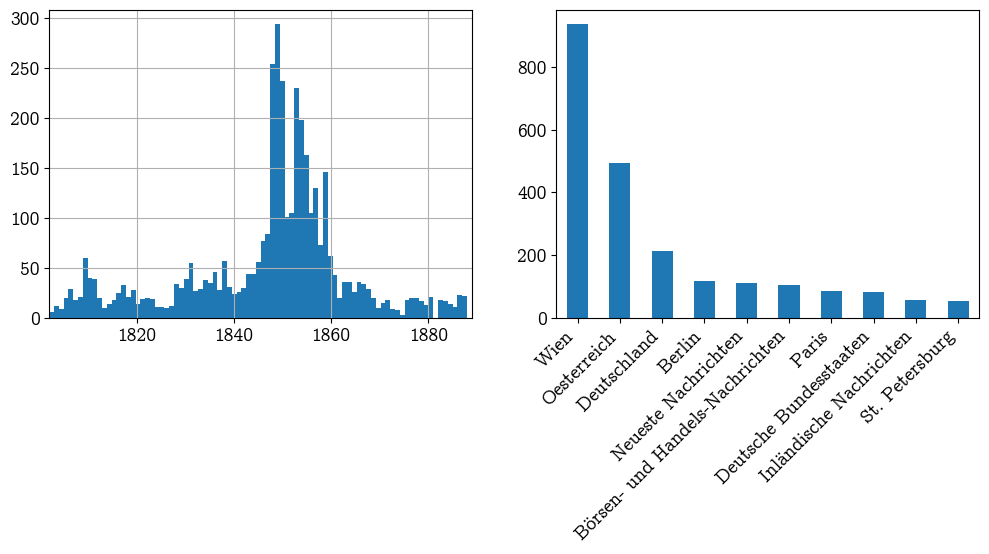 300
250
200
150
100
50
0
1820 1840 1860 1880
800
600
400
200
0
Wien
Oesterreich
Deutschland
Berlin
Neueste Nachrichten
Börsen- und Handels-Nachrichten
Paris
Deutsche Bundesstaaten
Inländische Nachrichten
St. Petersburg